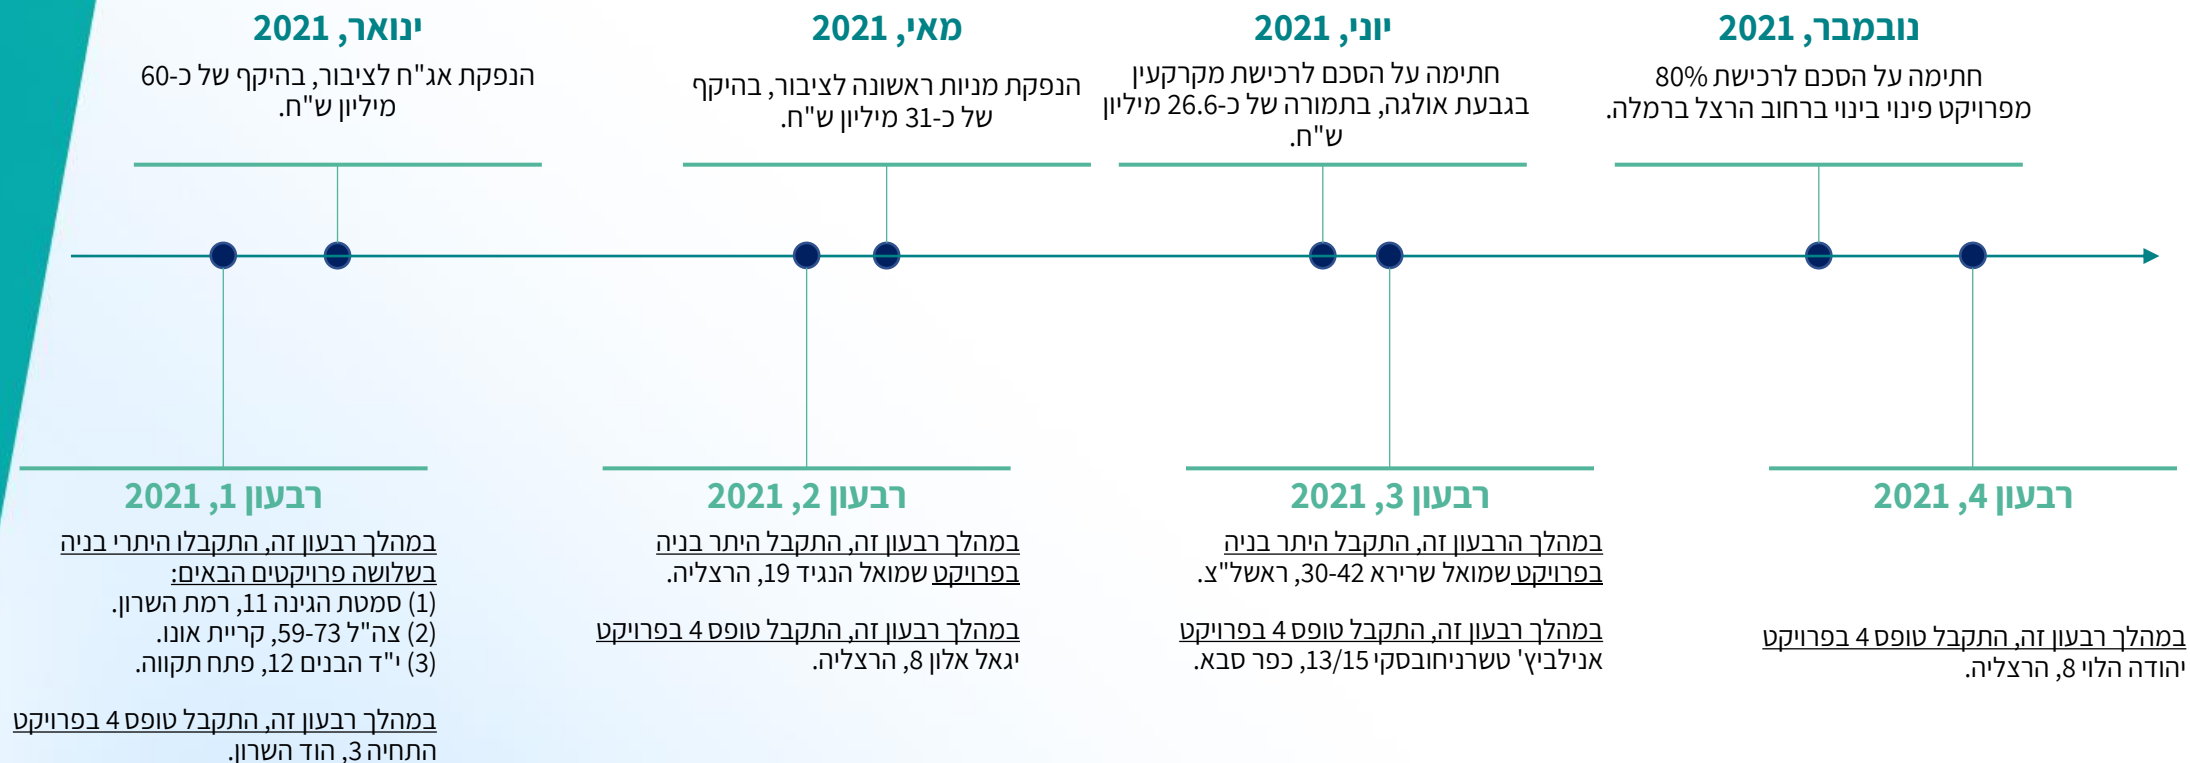 ינואר, 2021
הנפקת אג"ח לציבור, בהיקף של כ-60
מיליון ש"ח.
מאי, 2021
הנפקת מניות ראשונה לציבור, בהיקף
של כ-31 מיליון ש"ח.
יוני, 2021
חתימה על הסכם לרכישת מקרקעין
בגבעת אולגה, בתמורה של כ-26.6 מיליון
ש"ח.
נובמבר, 2021
חתימה על הסכם לרכישת 80%
מפרויקט פינוי בינוי ברחוב הרצל ברמלה.
רבעון 1, 2021
במהלך רבעון זה, התקבלו היתרי בניה
בשלושה פרויקטים הבאים:
(1) סמטת הגינה 11, רמת השרון.
(2) צה"ל 59-73, קריית אונו.
(3) י"ד הבנים 12, פתח תקווה.
במהלך רבעון זה, התקבל טופס 4 בפרויקט
התחיה 3, הוד השרון.
רבעון 2, 2021
במהלך רבעון זה, התקבל היתר בניה
בפרויקט שמואל הנגיד 19, הרצליה.
במהלך רבעון זה, התקבל טופס 4 בפרויקט
יגאל אלון 8, הרצליה.
רבעון 3, 2021
במהלך הרבעון זה, התקבל היתר בניה
בפרויקט שמואל שרירא 30-42, ראשל"צ.
במהלך רבעון זה, התקבל טופס 4 בפרויקט
אנילביץ' טשרניחובסקי 13/15, כפר סבא.
רבעון 4, 2021
במהלך רבעון זה, התקבל טופס 4 בפרויקט
יהודה הלוי 8, הרצליה.